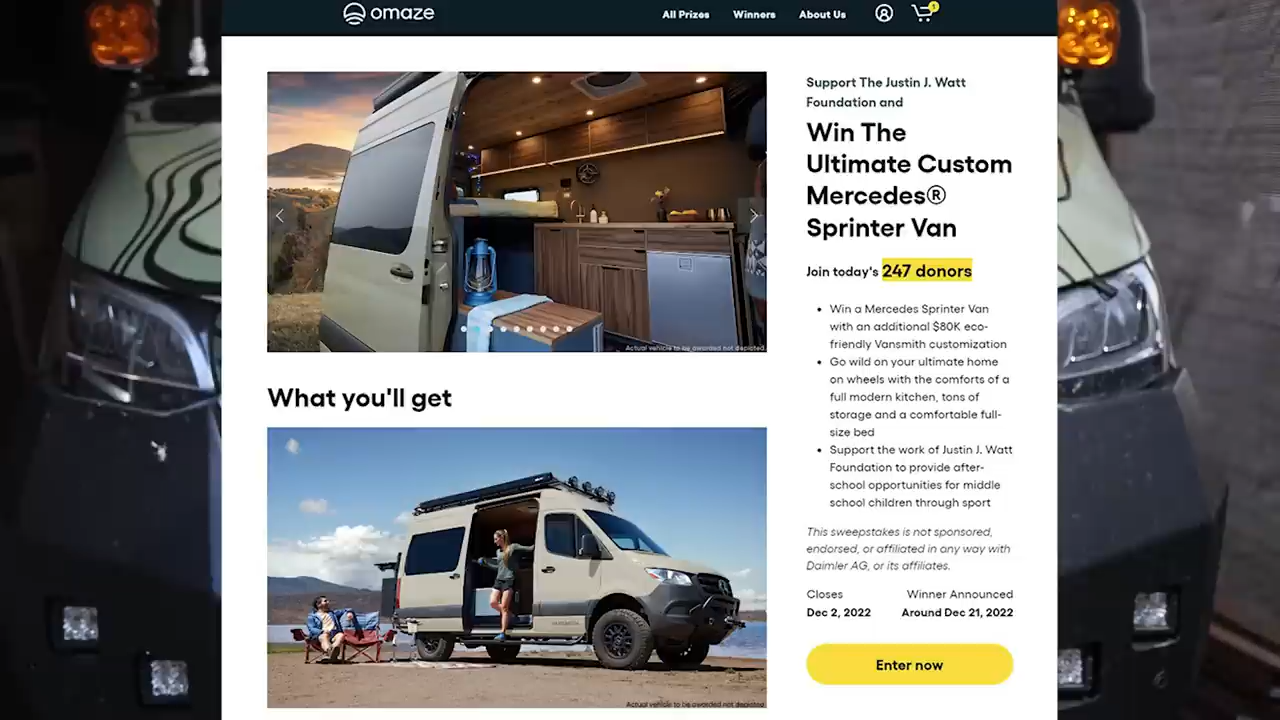 omaze
All Prizes
Winners
About Us
1
Support The Justin J. Watt
Foundation and
Win The
Ultimate Custom
Mercedes®
Sprinter Van
Join today's 247 donors
Win a Mercedes Sprinter Van
with an additional $80K eco-
friendly Vansmith customization
Go wild on your ultimate home
on wheels with the comforts of a
full modern kitchen, tons of
storage and a comfortable full-
size bed
Support the work of Justin J. Watt
Foundation to provide after-
school opportunities for middle
school children through sport
This sweepstakes is not sponsored,
endorsed, or affiliated in any way with
Daimler AG, or its affiliates.
Closes
Winner Announced
Dec 2, 2022
Around Dec 21, 2022
Enter now
Actual vehicle to be awarded not depicted.
What you'll get
Actual vehicle to be awarded not depicted.